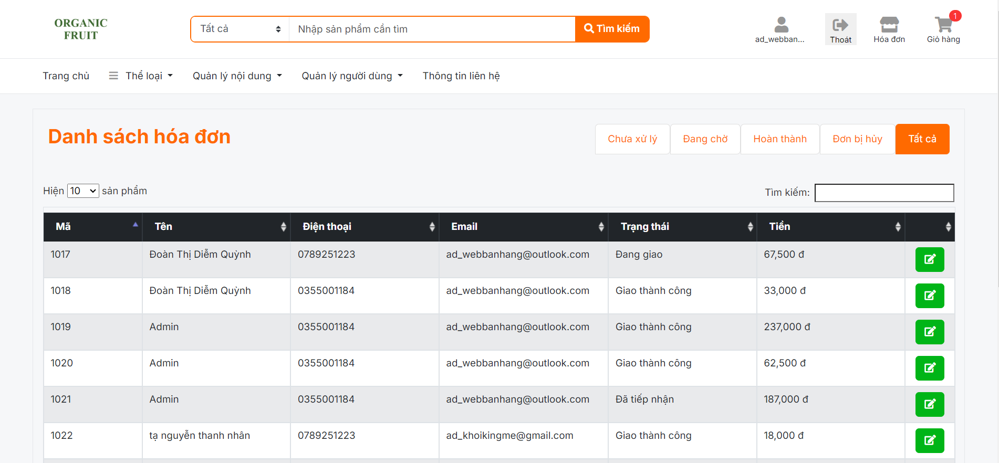 ORGANIC
FRUIT
Tất cả
Nhập sản phẩm cần tìm
Tìm kiếm
ad_webban...
Thoát
Hóa đơn
1
Giỏ hàng
Trang chủ
Thể loại
Quản lý nội dung
Quản lý người dùng
Thông tin liên hệ
Danh sách hóa đơn
Chưa xử lý
Đang chờ
Hoàn thành
Đơn bị hủy
Tất cả
Hiện 10 sản phẩm
Tìm kiếm:
Mã Tên Điện thoại Email Trạng thái Tiền
1017 Đoàn Thị Diễm Quỳnh 0789251223 ad_webbanhang@outlook.com Đang giao 67,500 đ
1018 Đoàn Thị Diễm Quỳnh 0355001184 ad_webbanhang@outlook.com Giao thành công 33,000 đ
1019 Admin 0355001184 ad_webbanhang@outlook.com Giao thành công 237,000 đ
1020 Admin 0355001184 ad_webbanhang@outlook.com Giao thành công 62,500 đ
1021 Admin 0355001184 ad_webbanhang@outlook.com Đã tiếp nhận 187,000 đ
1022 tạ nguyễn thanh nhân 0789251223 ad_khoikingme@gmail.com Giao thành công 18,000 đ